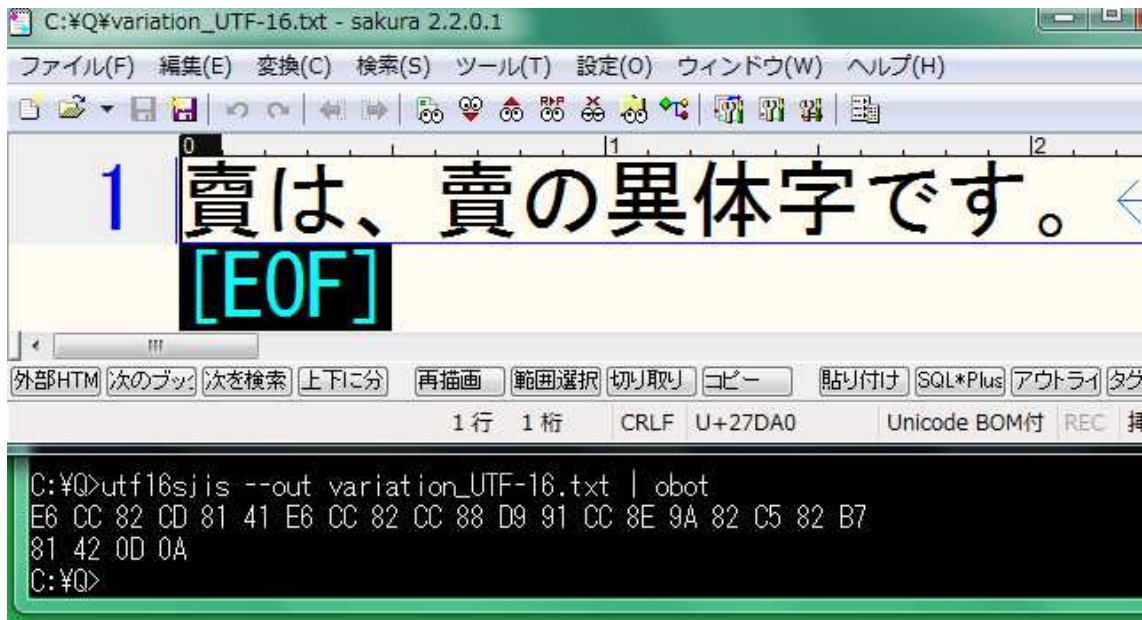 C:¥Q¥variation_UTF-16.txt - sakura 2.2.0.1
ファイル(F) 編集(E) 変換(C) 検索(S) ツール(T) 設定(O) ウィンドウ(W) ヘルプ(H)
0 1 2
1 𧶠は、賣の異体字です。
[EOF]
外部HTM 次のブッ 次を検索 上下に分 再描画 範囲選択 切り取り コピー 貼り付け SQL*Plus アウトライ タグ
1行 1桁 CRLF U+27DA0 Unicode BOM付 REC 挿
C:¥Q>utf16sjis --out variation_UTF-16.txt | obot
E6 CC 82 CD 81 41 E6 CC 82 CC 88 D9 91 CC 8E 9A 82 C5 82 B7
81 42 0D 0A
C:¥Q>